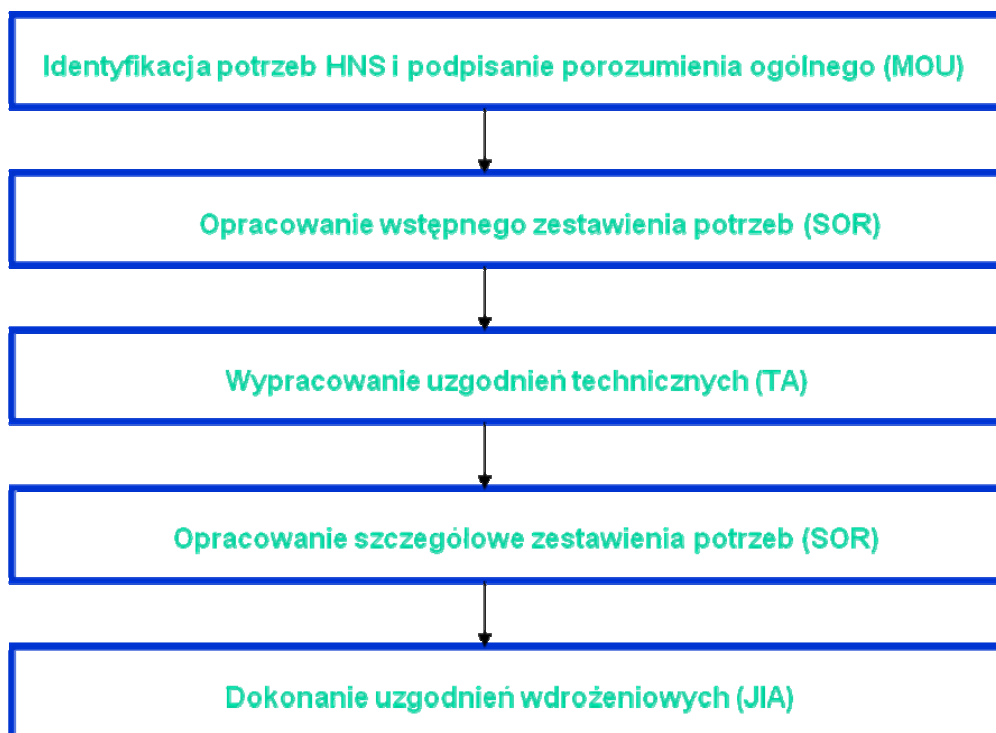 Identyfikacja potrzeb HNS i podpisanie porozumienia ogólnego (MOU)
Opracowanie wstępnego zestawienia potrzeb (SOR)
Wypracowanie uzgodnień technicznych (TA)
Opracowanie szczegółowe zestawienia potrzeb (SOR)
Dokonanie uzgodnień wdrożeniowych (JIA)